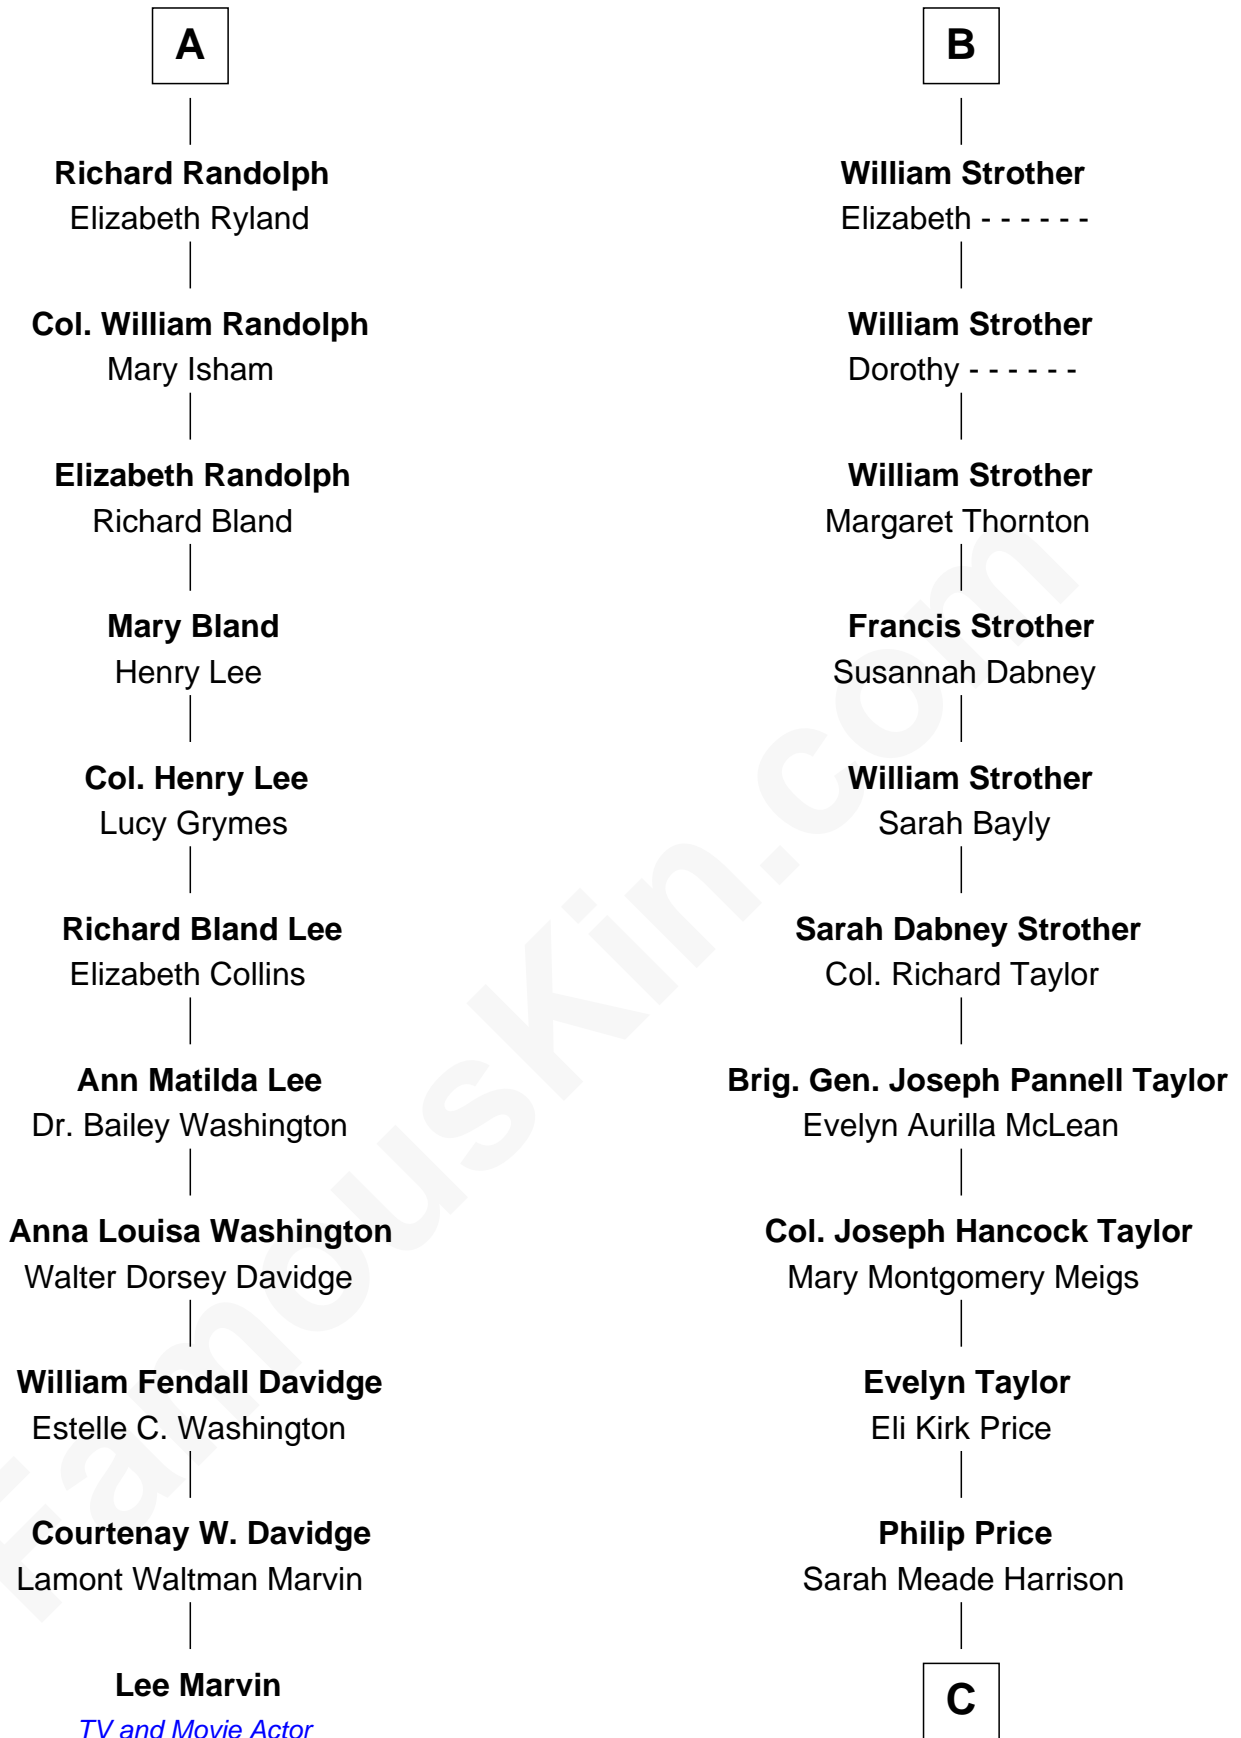 A
Richard Randolph
Elizabeth Ryland
Col. William Randolph
Mary Isham
Elizabeth Randolph
Richard Bland
Mary Bland
Henry Lee
Col. Henry Lee
Lucy Grymes
Richard Bland Lee
Elizabeth Collins
Ann Matilda Lee
Dr. Bailey Washington
Anna Louisa Washington
Walter Dorsey Davidge
William Fendall Davidge
Estelle C. Washington
Courtenay W. Davidge
Lamont Waltman Marvin
Lee Marvin
TV and Movie Actor
B
William Strother
Elizabeth - - - - - -
William Strother
Dorothy - - - - - -
William Strother
Margaret Thornton
Francis Strother
Susannah Dabney
William Strother
Sarah Bayly
Sarah Dabney Strother
Col. Richard Taylor
Brig. Gen. Joseph Pannell Taylor
Evelyn Aurilla McLean
Col. Joseph Hancock Taylor
Mary Montgomery Meigs
Evelyn Taylor
Eli Kirk Price
Philip Price
Sarah Meade Harrison
C
FamousKin.com